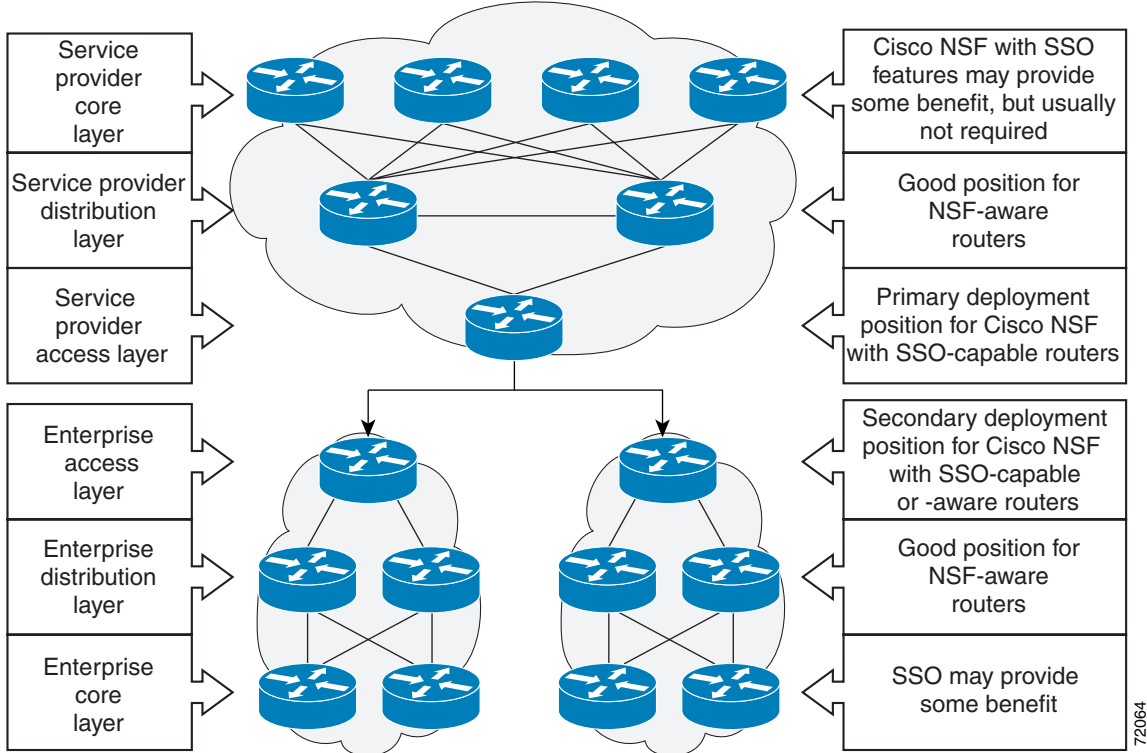 Service
provider
core
layer
Cisco NSF with SSO
features may provide
some benefit, but usually
not required
Service provider
distribution
layer
Good position for
NSF-aware
routers
Service
provider
access layer
Primary deployment
position for Cisco NSF
with SSO-capable routers
Enterprise
access
layer
Secondary deployment
position for Cisco NSF
with SSO-capable
or -aware routers
Enterprise
distribution
layer
Good position for
NSF-aware
routers
Enterprise
core
layer
SSO may provide
some benefit
72064